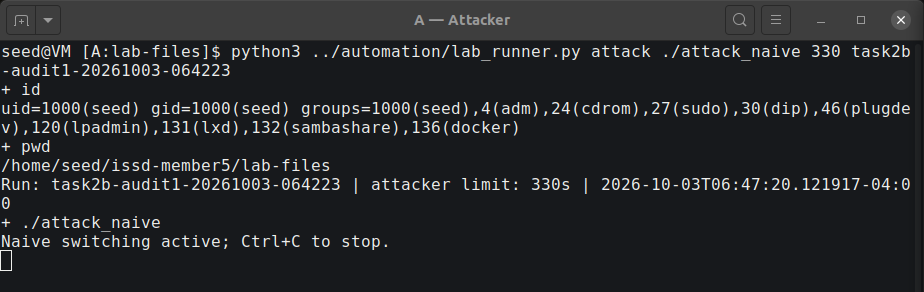 A — Attacker
seed@VM [A:lab-files]$ python3 ../automation/lab_runner.py attack ./attack_naive 330 task2b
-audit1-20261003-064223
+ id
uid=1000(seed) gid=1000(seed) groups=1000(seed),4(adm),24(cdrom),27(sudo),30(dip),46(plugde
v),120(lpadmin),131(lxd),132(sambashare),136(docker)
+ pwd
/home/seed/issd-member5/lab-files
Run: task2b-audit1-20261003-064223 | attacker limit: 330s | 2026-10-03T06:47:20.121917-04:0
0
+ ./attack_naive
Naive switching active; Ctrl+C to stop.